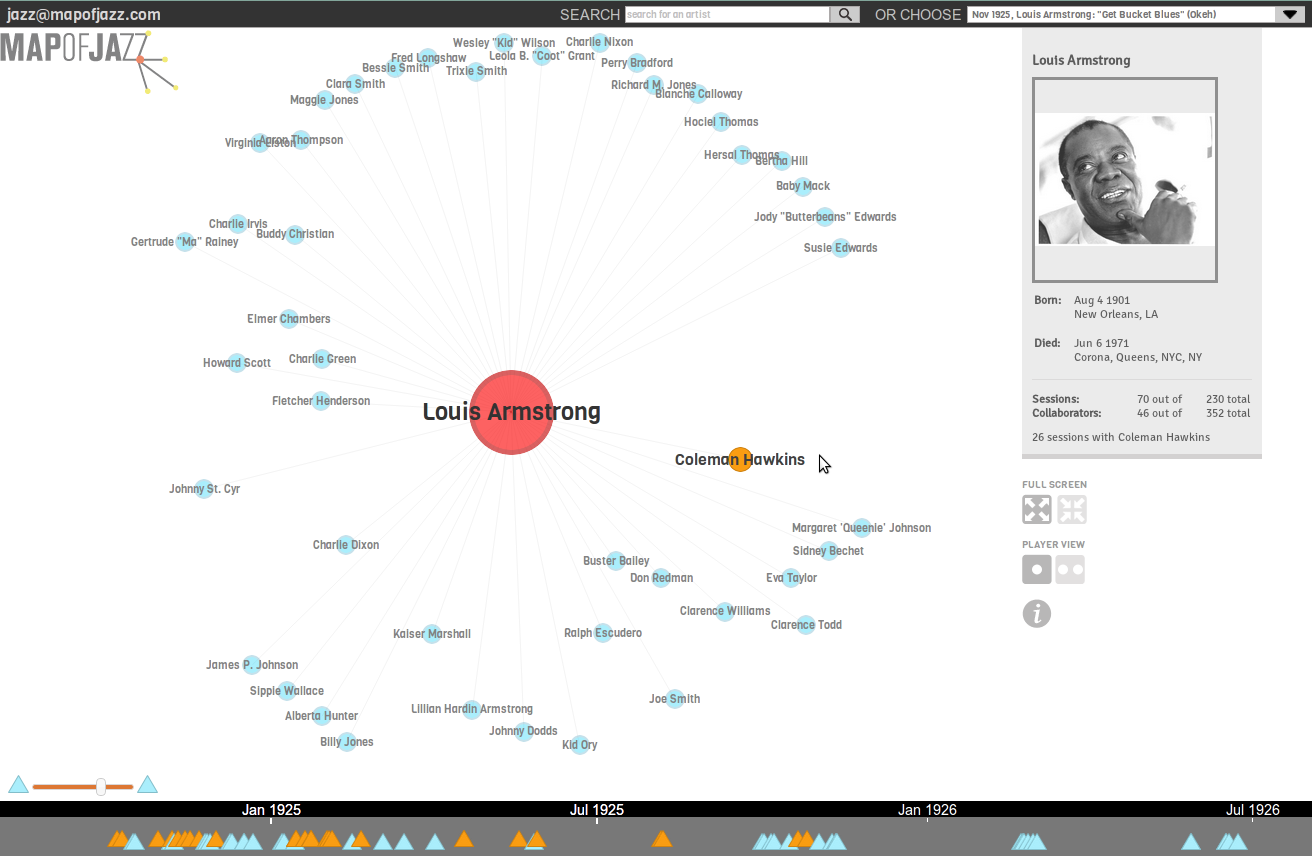 jazz@mapofjazz.com
SEARCH search for an artist OR CHOOSE Nov 1925, Louis Armstrong: "Get Bucket Blues" (Okeh)
MAPOFJAZZ
Wesley "Kid" Wilson
Charlie Nixon
Leola B. "Coot" Grant
Fred Longshaw
Perry Bradford
Bessie Smith
Trixie Smith
Clara Smith
Richard M. Jones
Blanche Calloway
Maggie Jones
Hociel Thomas
Virginia Liston
Aaron Thompson
Hersal Thomas
Bertha Hill
Baby Mack
Jody "Butterbeans" Edwards
Charlie Irvis
Buddy Christian
Gertrude "Ma" Rainey
Susie Edwards
Elmer Chambers
Howard Scott
Charlie Green
Fletcher Henderson
Louis Armstrong
Coleman Hawkins
Johnny St. Cyr
Margaret 'Queenie' Johnson
Charlie Dixon
Sidney Bechet
Buster Bailey
Don Redman
Eva Taylor
Clarence Williams
Clarence Todd
Kaiser Marshall
Ralph Escudero
James P. Johnson
Sippie Wallace
Joe Smith
Alberta Hunter
Lillian Hardin Armstrong
Johnny Dodds
Billy Jones
Kid Ory
Louis Armstrong
Born: Aug 4 1901
New Orleans, LA
Died: Jun 6 1971
Corona, Queens, NYC, NY
Sessions: 70 out of 230 total
Collaborators: 46 out of 352 total
26 sessions with Coleman Hawkins
FULL SCREEN
PLAYER VIEW
i
Jan 1925 Jul 1925 Jan 1926 Jul 1926